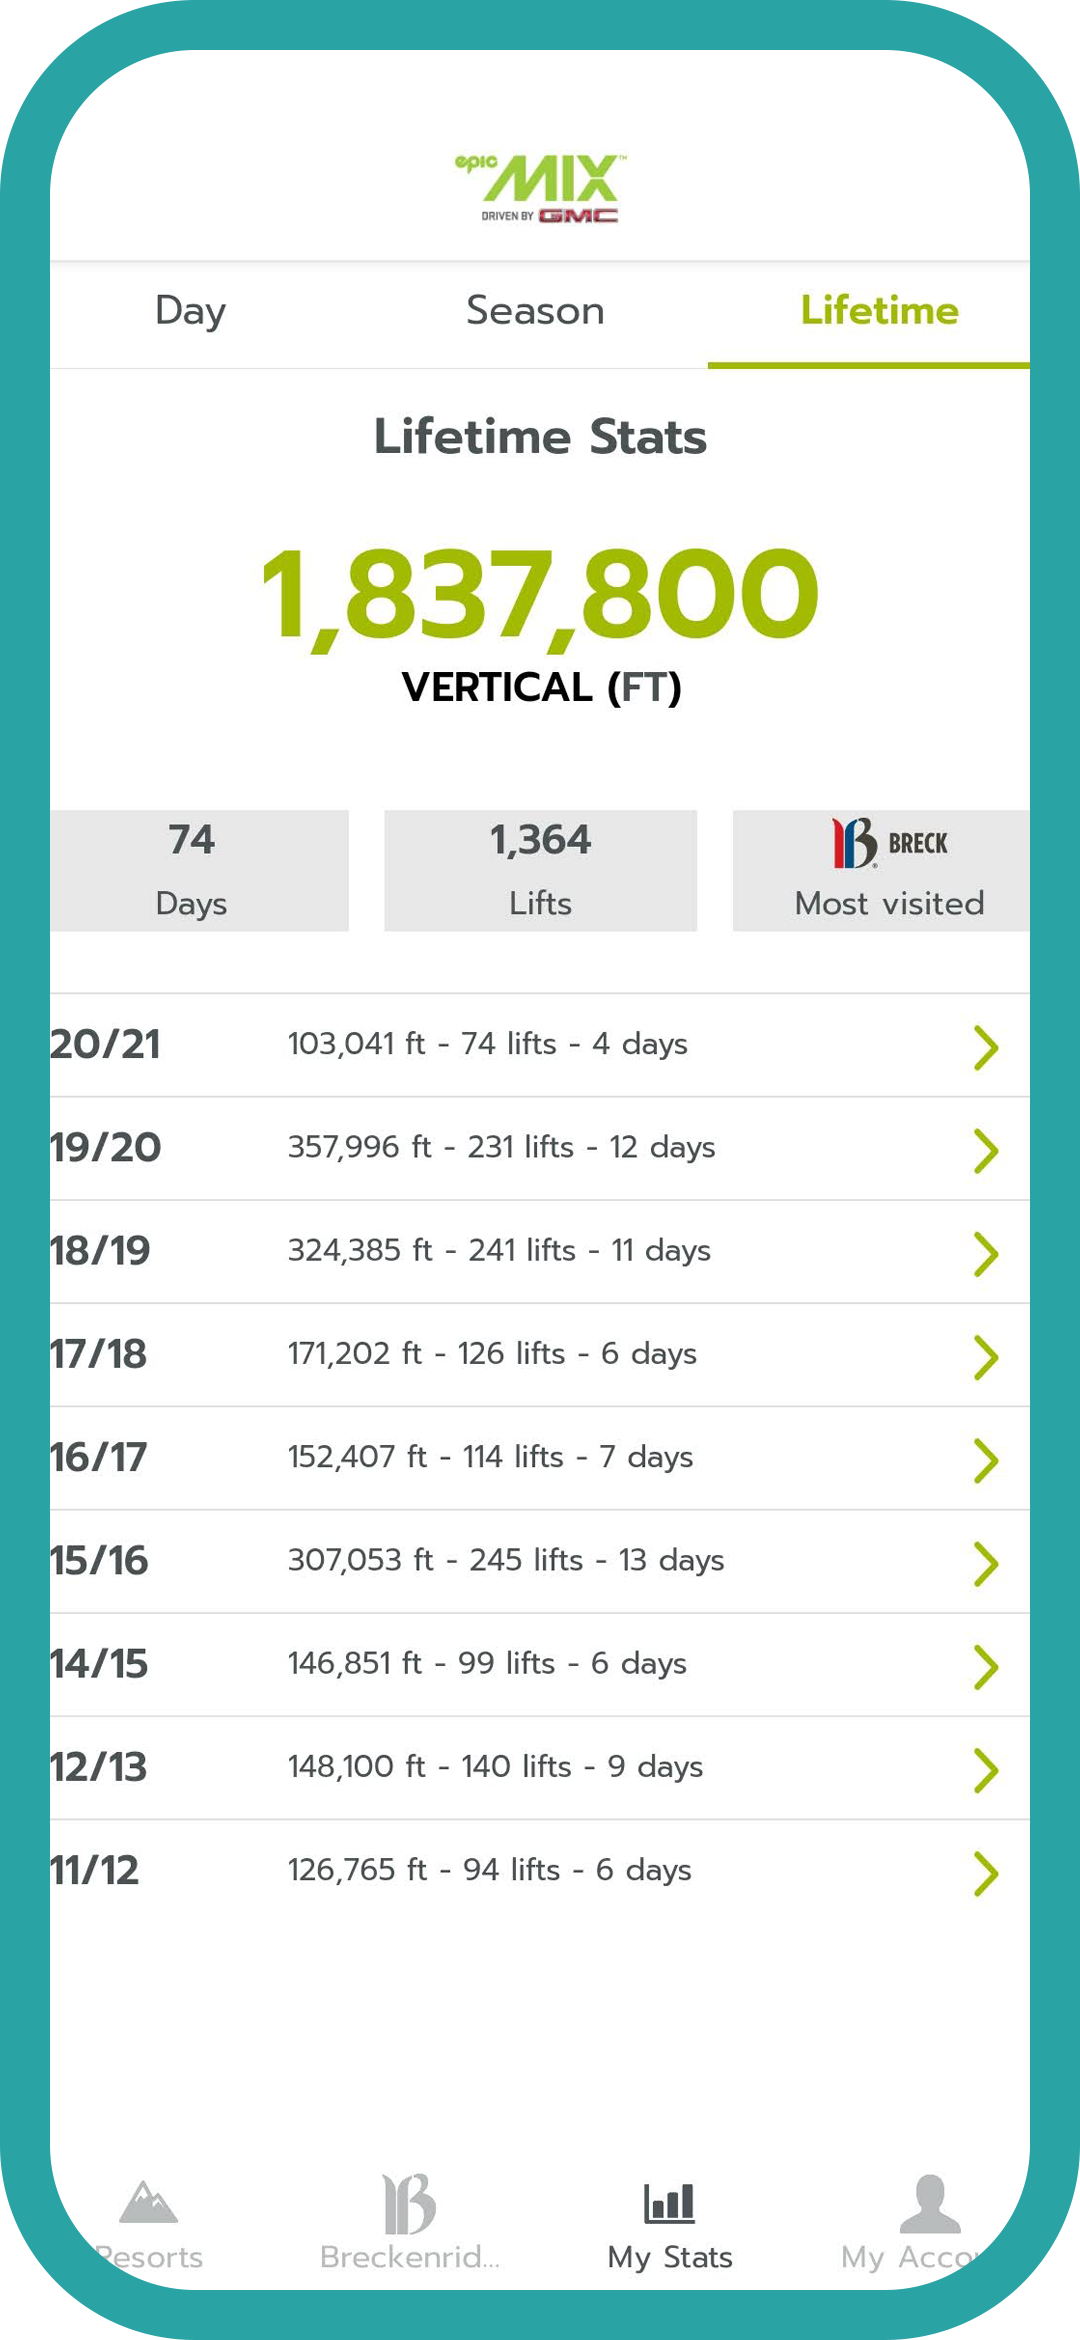 epic MIX™
DRIVEN BY GMC
Day Season Lifetime
Lifetime Stats
1,837,800
VERTICAL (FT)
74 1,364 BRECK
Days Lifts Most visited
20/21 103,041 ft - 74 lifts - 4 days
19/20 357,996 ft - 231 lifts - 12 days
18/19 324,385 ft - 241 lifts - 11 days
17/18 171,202 ft - 126 lifts - 6 days
16/17 152,407 ft - 114 lifts - 7 days
15/16 307,053 ft - 245 lifts - 13 days
14/15 146,851 ft - 99 lifts - 6 days
12/13 148,100 ft - 140 lifts - 9 days
11/12 126,765 ft - 94 lifts - 6 days
Resorts Breckenrid... My Stats My Acco